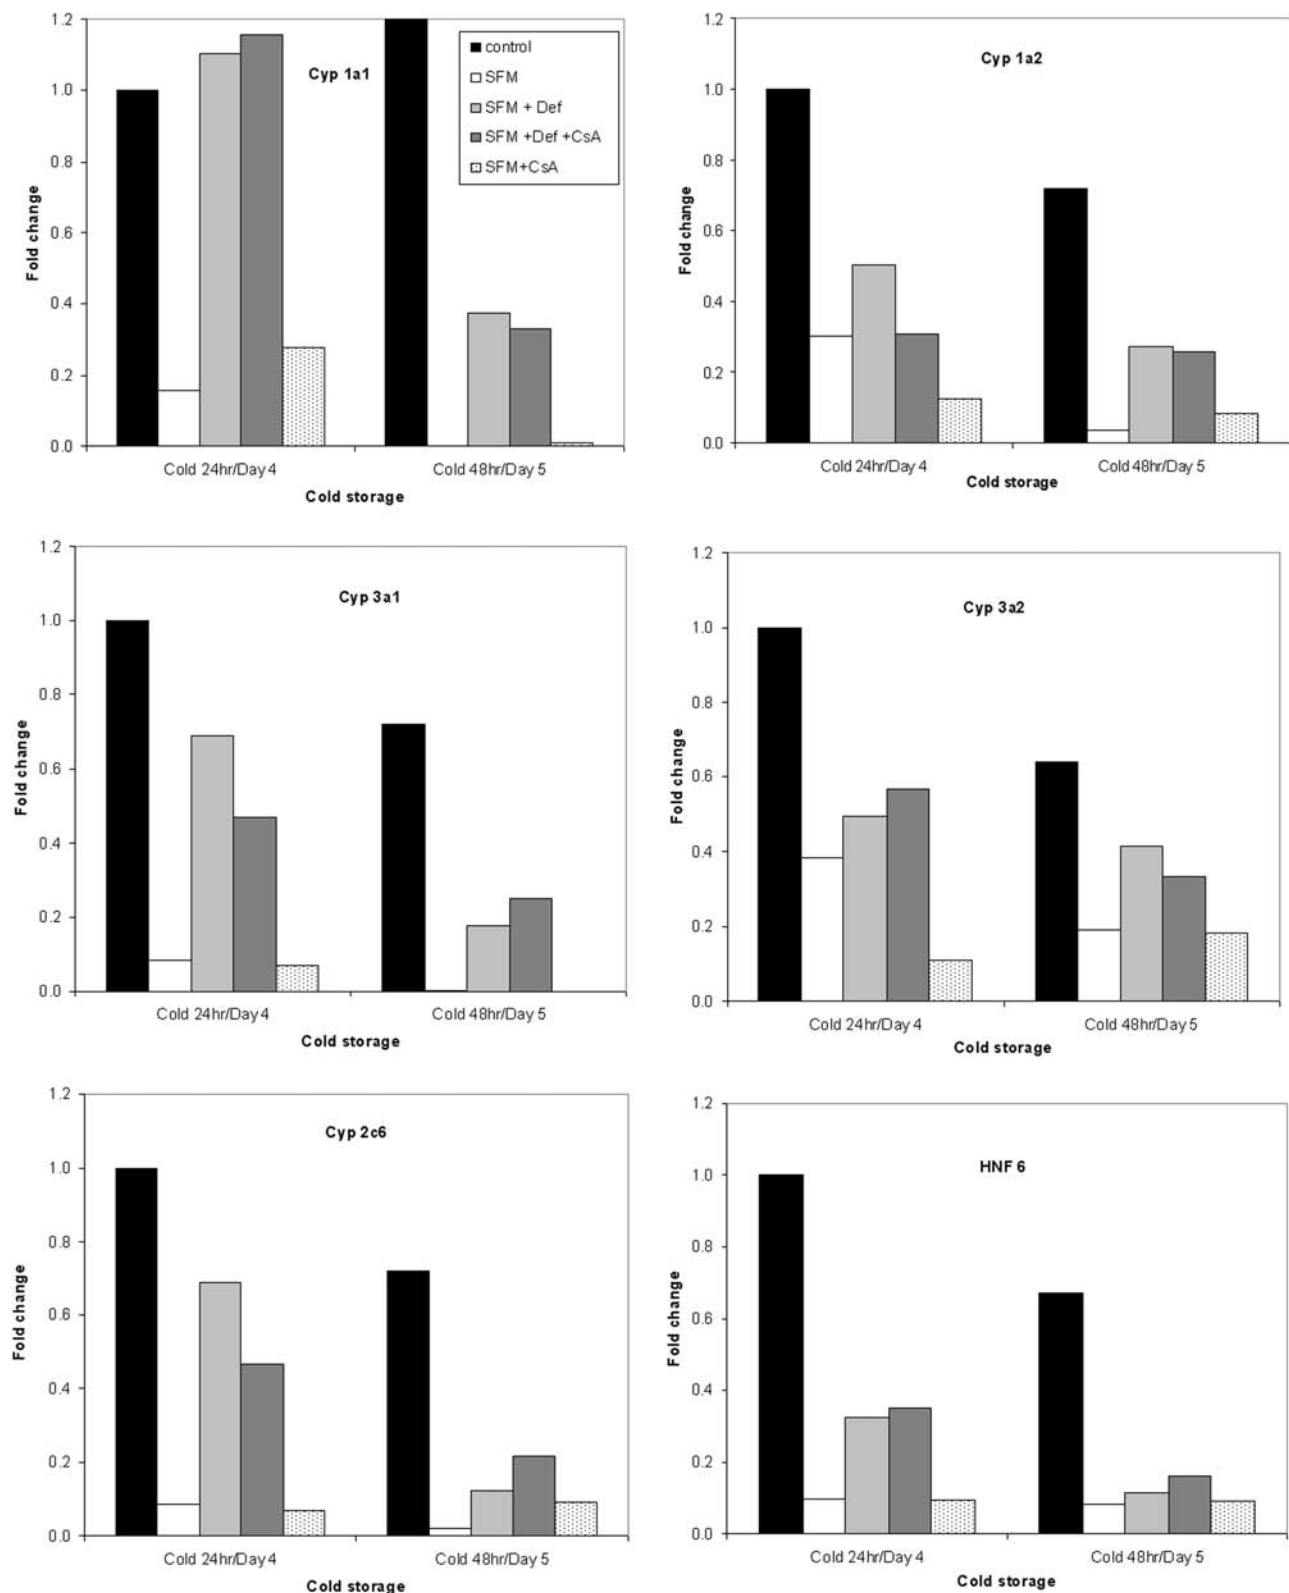 Cyp 1a1
1.2
1.0
0.8
0.6
0.4
0.2
0.0
Fold change
control
SFM
SFM + Def
SFM +Def +CsA
SFM+CsA
Cold 24hr/Day 4
Cold 48hr/Day 5
Cold storage
Cyp 1a2
1.2
1.0
0.8
0.6
0.4
0.2
0.0
Fold change
Cold 24hr/Day 4
Cold 48hr/Day 5
Cold storage
Cyp 3a1
1.2
1.0
0.8
0.6
0.4
0.2
0.0
Fold change
Cold 24hr/Day 4
Cold 48hr/Day 5
Cold storage
Cyp 3a2
1.2
1.0
0.8
0.6
0.4
0.2
0.0
Fold change
Cold 24hr/Day 4
Cold 48hr/Day 5
Cold storage
Cyp 2c6
1.2
1.0
0.8
0.6
0.4
0.2
0.0
Fold change
Cold 24hr/Day 4
Cold 48hr/Day 5
Cold storage
HNF 6
1.2
1.0
0.8
0.6
0.4
0.2
0.0
Fold change
Cold 24hr/Day 4
Cold 48hr/Day 5
Cold storage